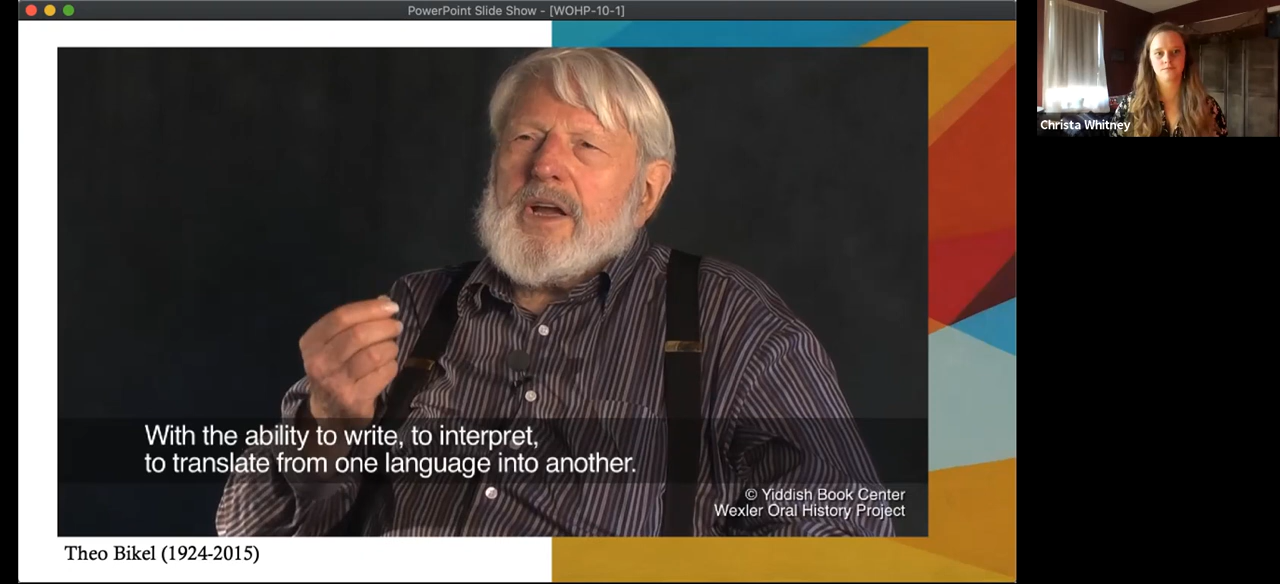 PowerPoint Slide Show - [WOHP-10-1]
Christa Whitney
With the ability to write, to interpret,
to translate from one language into another.
© Yiddish Book Center
Wexler Oral History Project
Theo Bikel (1924-2015)